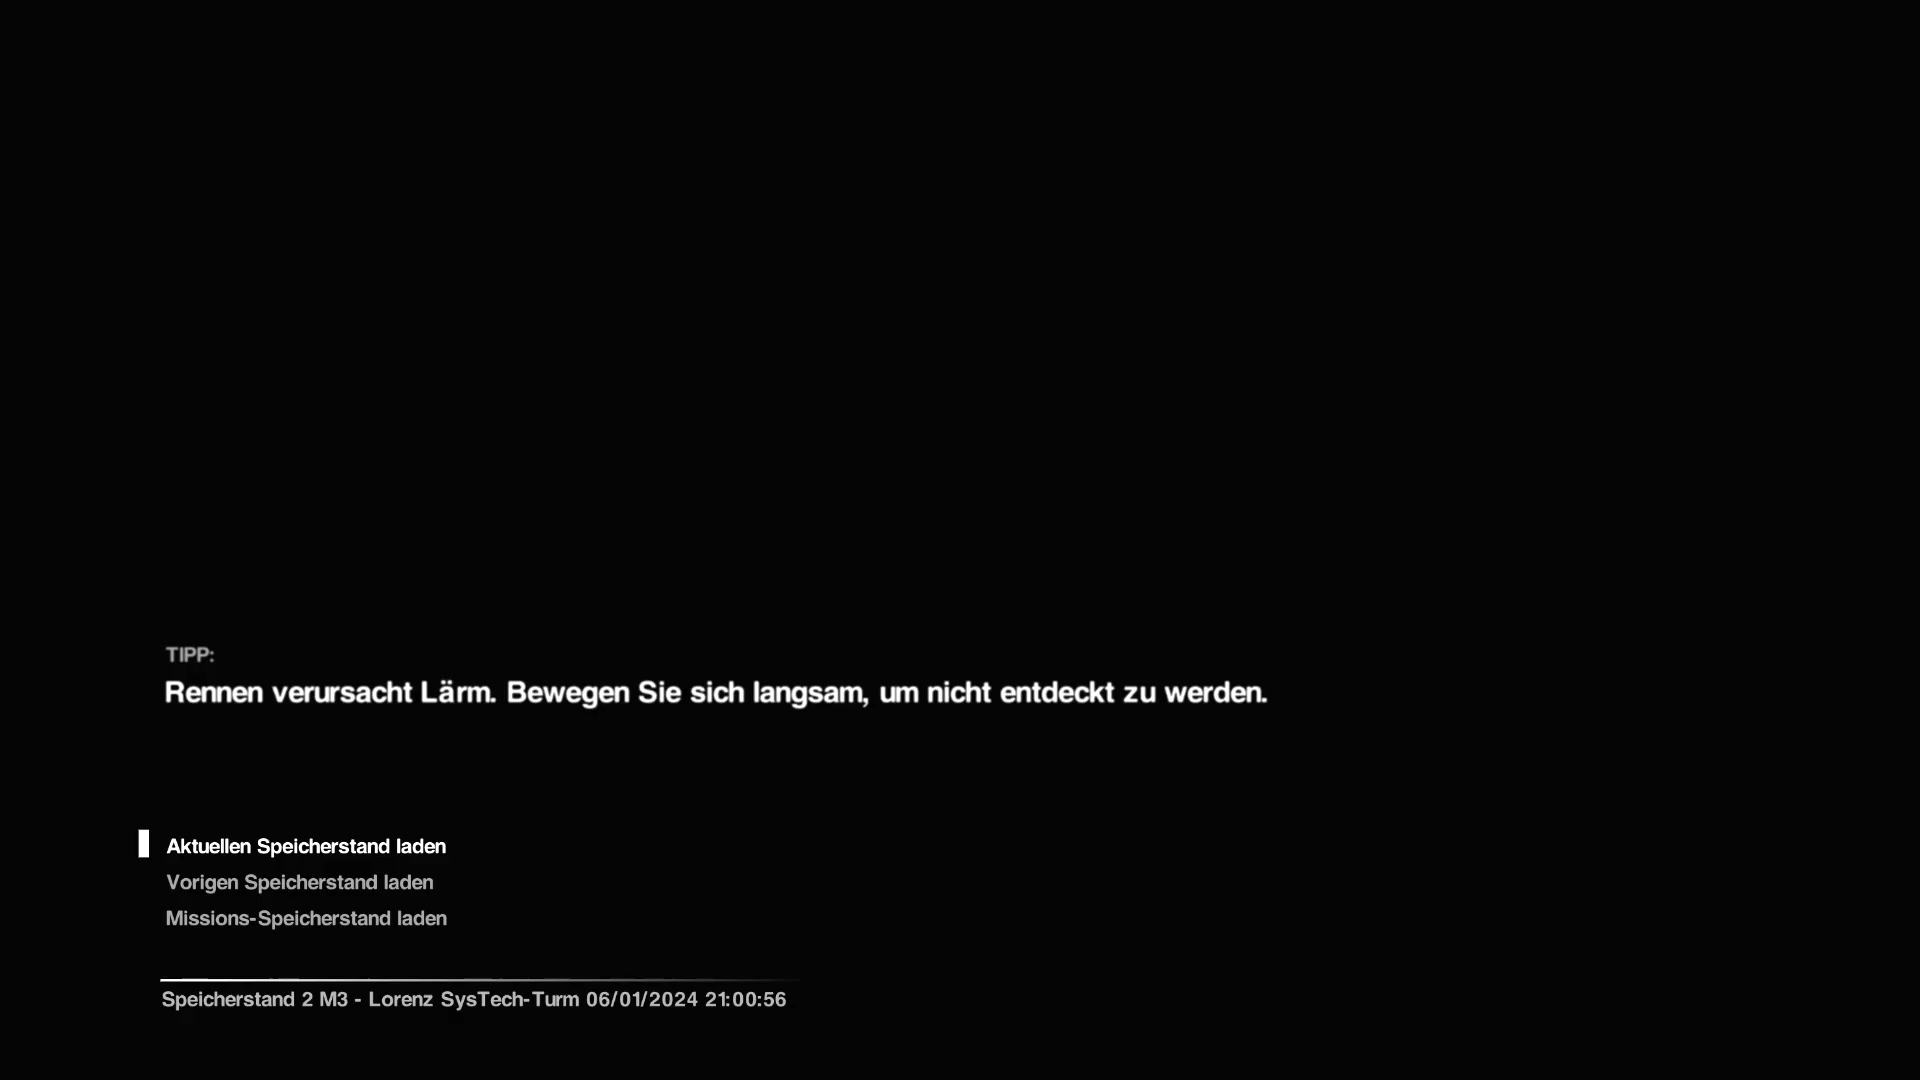 TIPP:
Rennen verursacht Lärm. Bewegen Sie sich langsam, um nicht entdeckt zu werden.
Aktuellen Speicherstand laden
Vorigen Speicherstand laden
Missions-Speicherstand laden
Speicherstand 2 M3 - Lorenz SysTech-Turm 06/01/2024 21:00:56